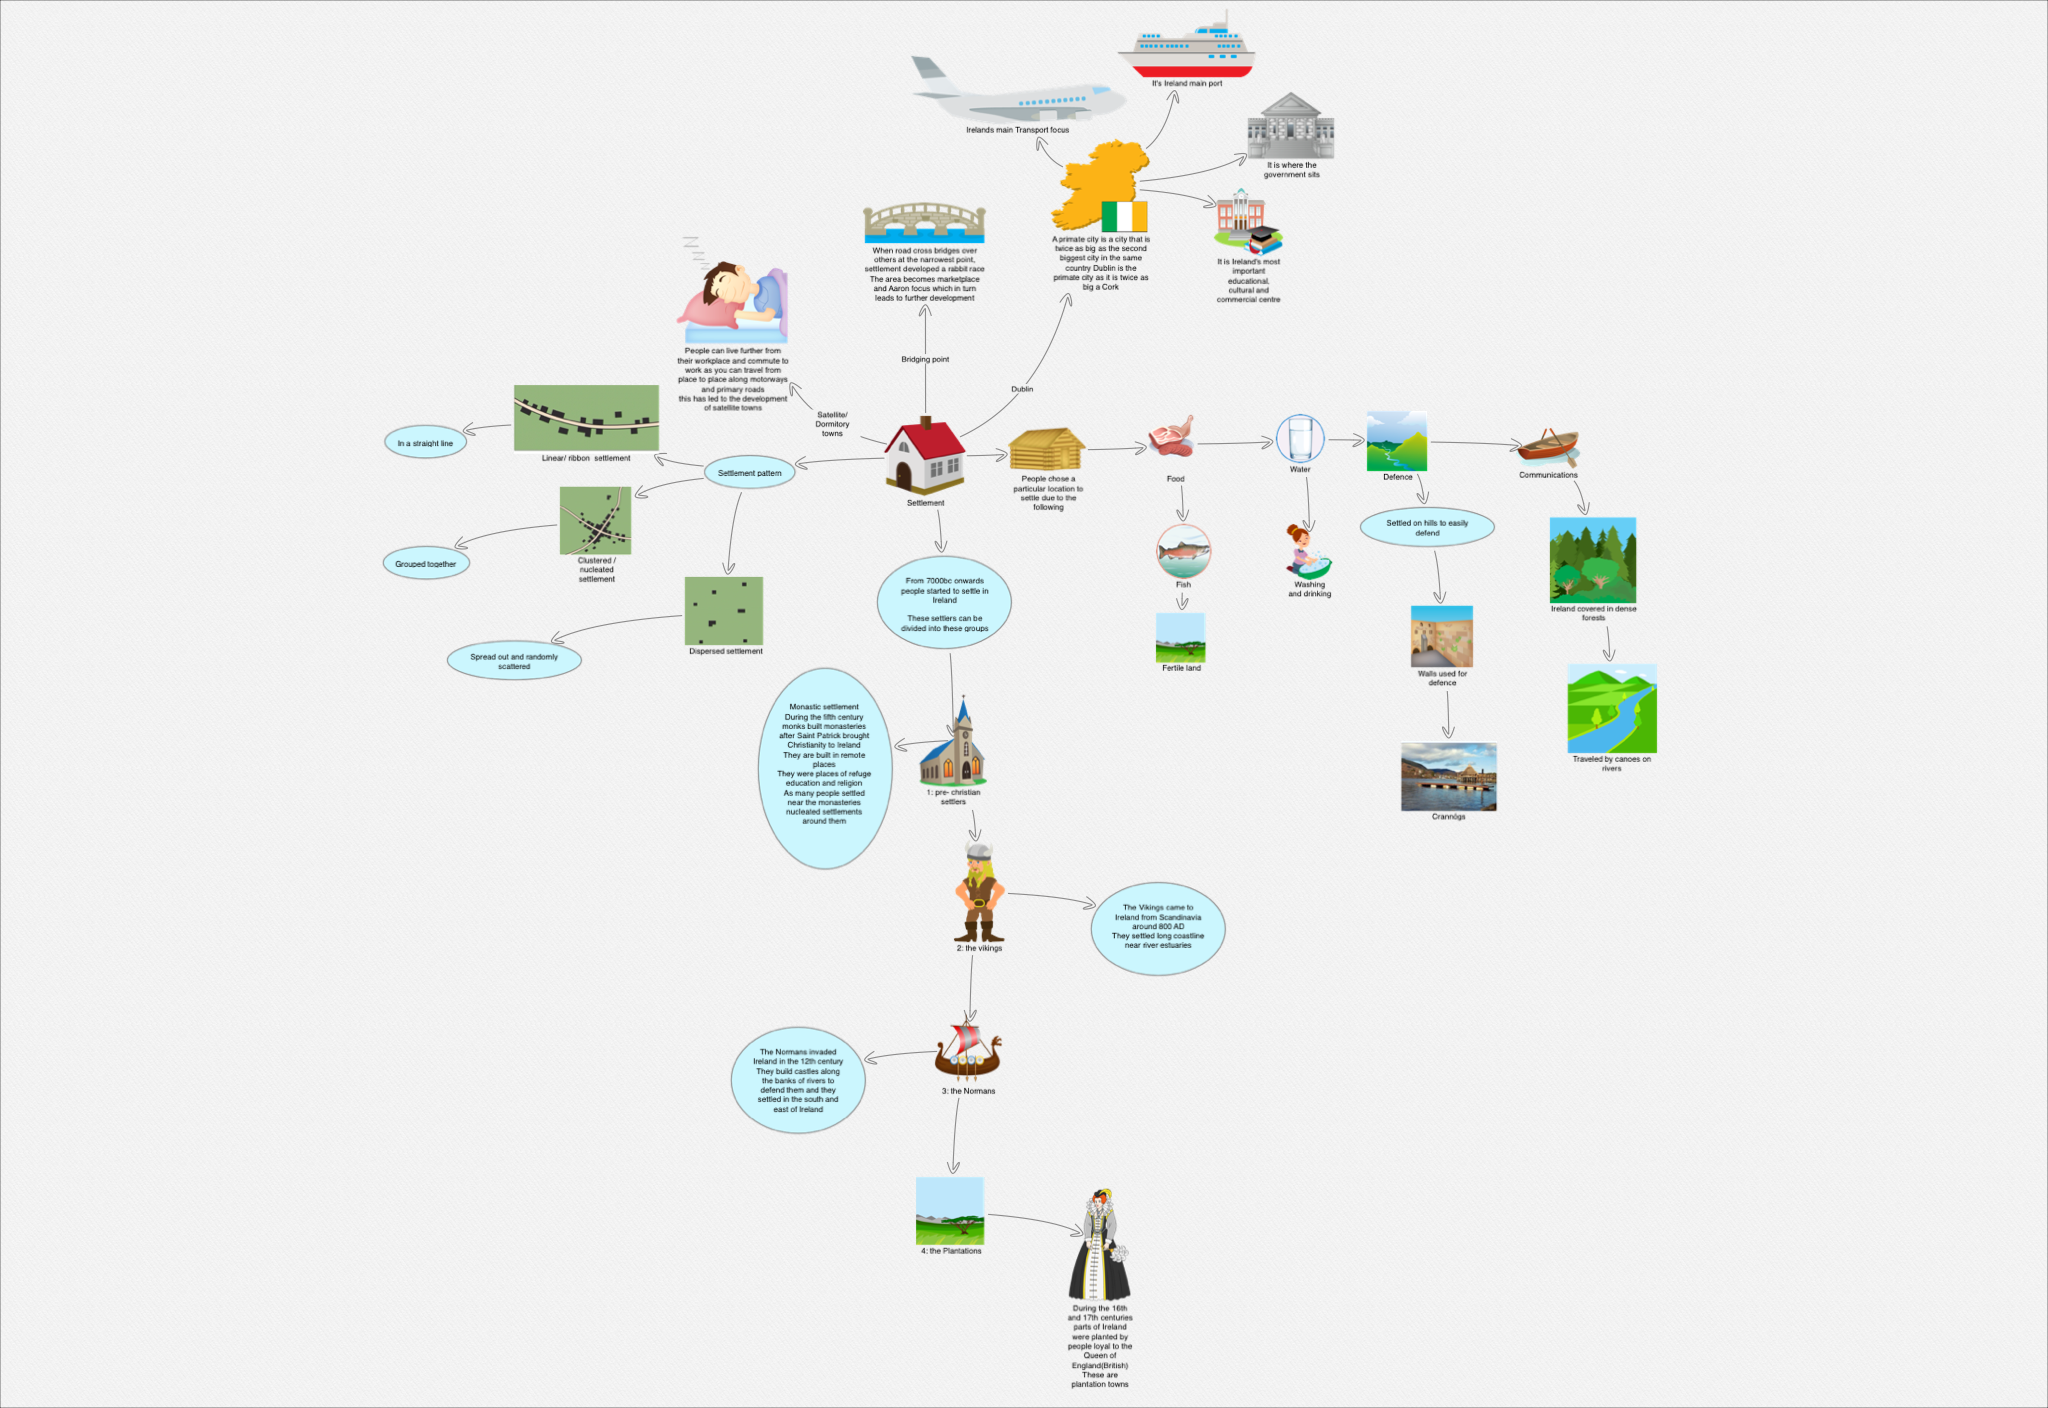 It's Ireland main port
Irelands main Transport focus
It is where the
government sits
When road cross bridges over
others at the narrowest point,
settlement developed a rabbit race
The area becomes marketplace
and Aaron focus which in turn
leads to further development
A primate city is a city that is
twice as big as the second
biggest city in the same
country Dublin is the
primate city as it is twice as
big a Cork
It is Ireland's most
important
educational,
cultural and
commercial centre
People can live further from
their workplace and commute to
work as you can travel from
place to place along motorways
and primary roads
this has led to the development
of satellite towns
Bridging point
Dublin
Satellite/
Dormitory
towns
In a straight line
Linear/ ribbon  settlement
Settlement pattern
Settlement
People chose a
particular location to
settle due to the
following
Food
Water
Defence
Communications
Grouped together
Clustered /
nucleated
settlement
Spread out and randomly
scattered
Dispersed settlement
From 7000bc onwards
people started to settle in
Ireland
These settlers can be
divided into these groups
Fish
Fertile land
Washing
and drinking
Settled on hills to easily
defend
Walls used for
defence
Crannógs
Ireland covered in dense
forests
Traveled by canoes on
rivers
Monastic settlement
During the fifth century
monks built monasteries
after Saint Patrick brought
Christianity to Ireland
They are built in remote
places
They were places of refuge
education and religion
As many people settled
near the monasteries
nucleated settlements
around them
1: pre- christian
settlers
2: the vikings
The Vikings came to
Ireland from Scandinavia
around 800 AD
They settled long coastline
near river estuaries
The Normans invaded
Ireland in the 12th century
They build castles along
the banks of rivers to
defend them and they
settled in the south and
east of Ireland
3: the Normans
4: the Plantations
During the 16th
and 17th centuries
parts of Ireland
were planted by
people loyal to the
Queen of
England(British)
These are
plantation towns